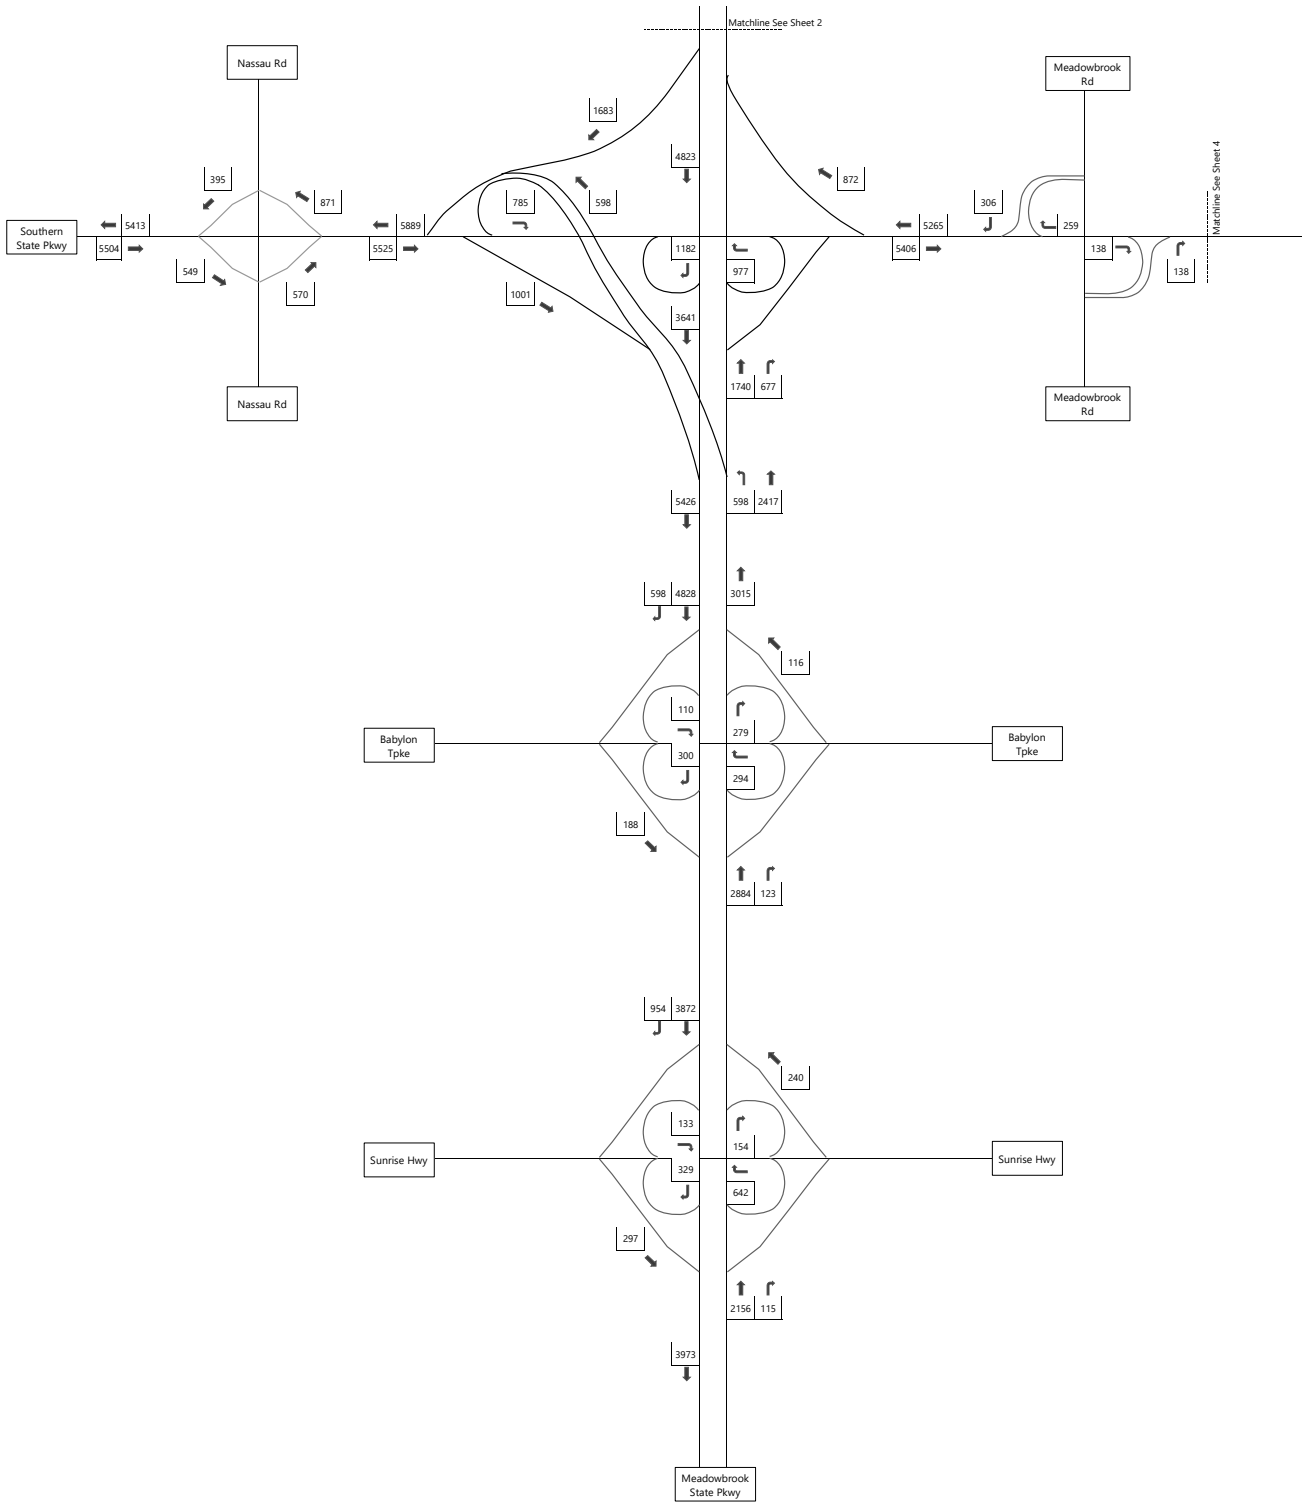 Matchline See Sheet 2
Nassau Rd
Meadowbrook
Rd
1683
4823
872
Matchline See Sheet 4
395
871
785
598
306
Southern
State Pkwy
5413
5504
5889
5525
1182
977
5265
5406
259
138
138
549
570
1001
3641
1740
677
Nassau Rd
Meadowbrook
Rd
5426
598
2417
598
4828
3015
116
110
279
Babylon
Tpke
300
294
Babylon
Tpke
188
2884
123
954
3872
240
133
154
Sunrise Hwy
329
642
Sunrise Hwy
297
2156
115
3973
Meadowbrook
State Pkwy